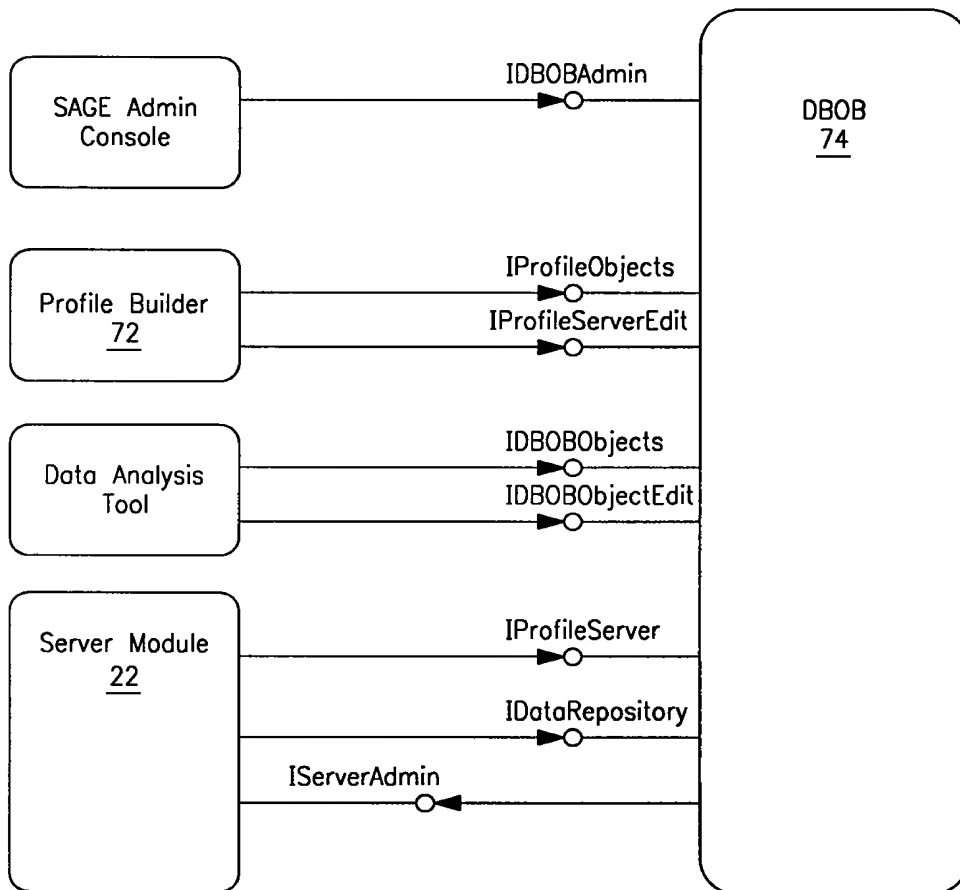 SAGE Admin
Console
IDBOBAdmin
DBOB
74
Profile Builder
72
IProfileObjects
IProfileServerEdit
Data Analysis
Tool
IDBOBObjects
IDBOBObjectEdit
Server Module
22
IProfileServer
IDataRepository
IServerAdmin